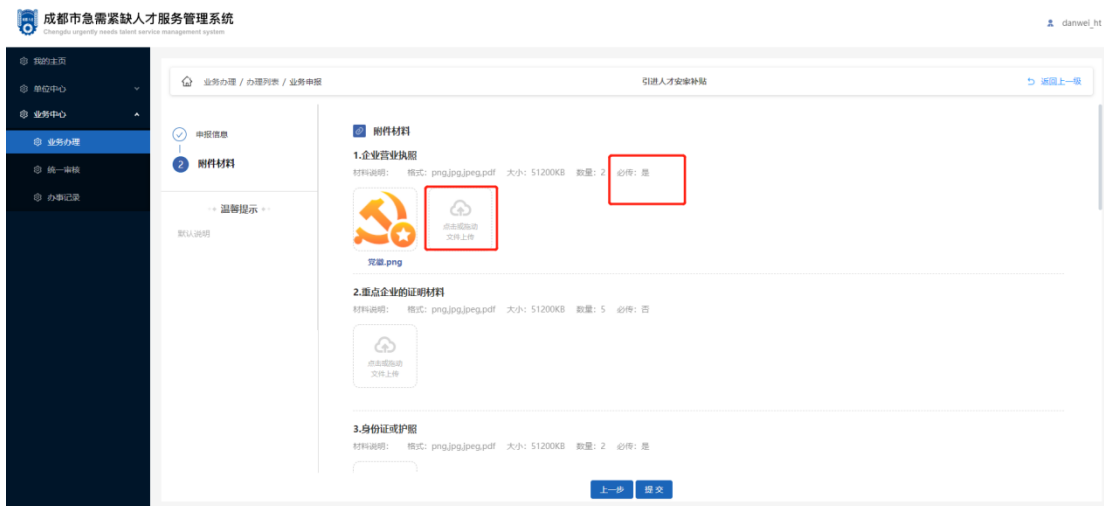 成都市急需紧缺人才服务管理系统
Chengdu urgently needs talent service management system
danwei_ht
我的主页
单位中心
业务中心
业务办理
统一审核
办事记录
业务办理 / 办理列表 / 业务申报
引进人才安家补贴
返回上一级
申报信息
2 附件材料
温馨提示
默认说明
附件材料
1.企业营业执照
材料说明: 格式: png,jpg,jpeg,pdf 大小: 51200KB 数量: 2 必传: 是
点击或拖动
文件上传
党徽.png
2.重点企业的证明材料
材料说明: 格式: png,jpg,jpeg,pdf 大小: 51200KB 数量: 5 必传: 否
点击或拖动
文件上传
3.身份证或护照
材料说明: 格式: png,jpg,jpeg,pdf 大小: 51200KB 数量: 2 必传: 是
上一步 提交